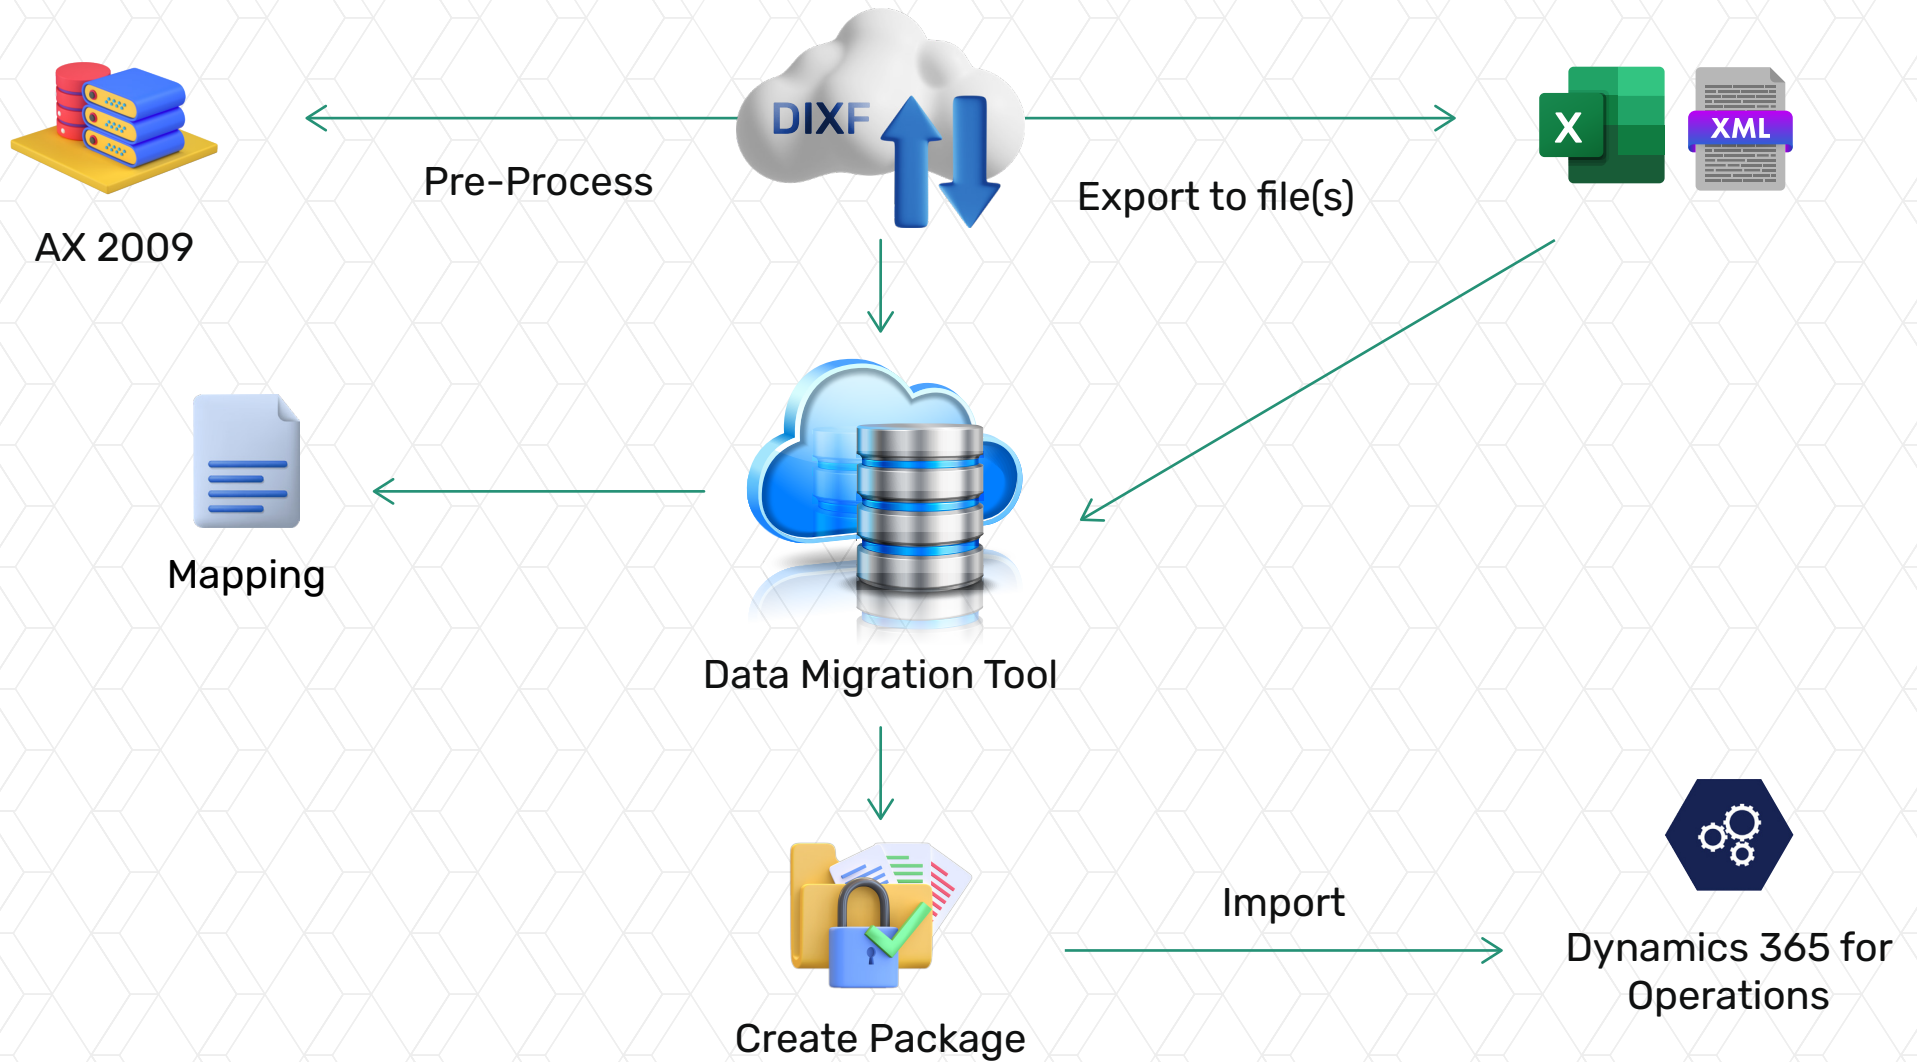 DIXF
X
XML
Pre-Process
Export to file(s)
AX 2009
Mapping
Data Migration Tool
Import
Dynamics 365 for
Operations
Create Package